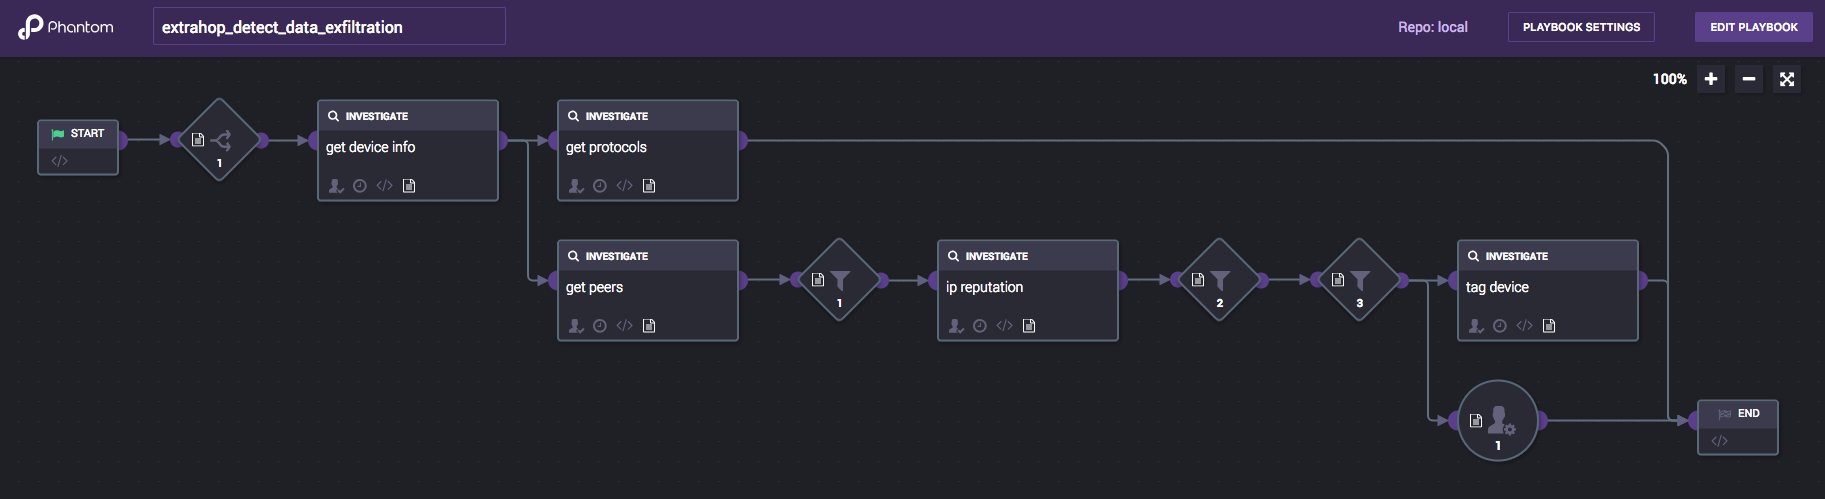 Phantom
extrahop_detect_data_exfiltration
Repo: local
PLAYBOOK SETTINGS
EDIT PLAYBOOK
100%
START
</>
1
INVESTIGATE
get device info
</>
INVESTIGATE
get protocols
</>
INVESTIGATE
get peers
</>
1
INVESTIGATE
ip reputation
</>
2
3
INVESTIGATE
tag device
</>
1
END
</>